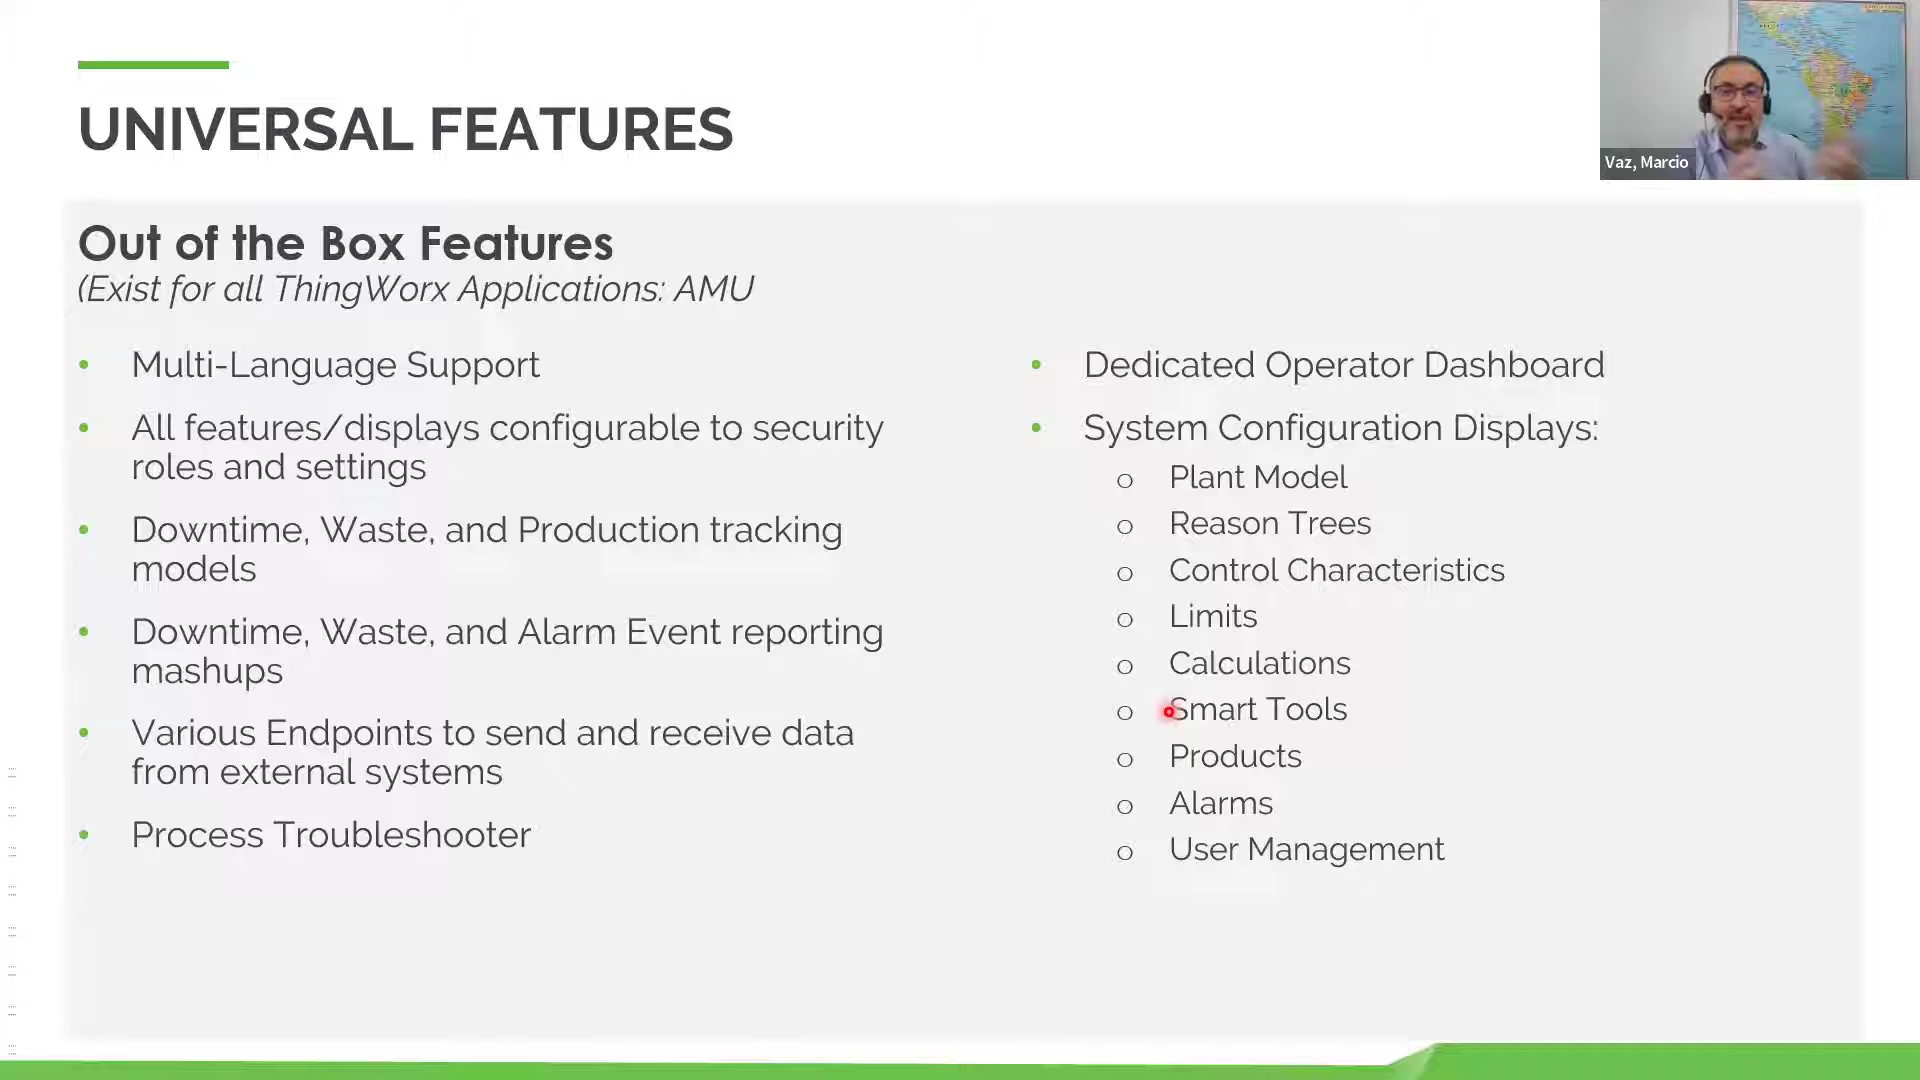 UNIVERSAL FEATURES
Vaz, Marcio
Out of the Box Features
(Exist for all ThingWorx Applications: AMU
• Multi-Language Support
• All features/displays configurable to security
roles and settings
• Downtime, Waste, and Production tracking
models
• Downtime, Waste, and Alarm Event reporting
mashups
• Various Endpoints to send and receive data
from external systems
• Process Troubleshooter
• Dedicated Operator Dashboard
• System Configuration Displays:
o Plant Model
o Reason Trees
o Control Characteristics
o Limits
o Calculations
o Smart Tools
o Products
o Alarms
o User Management